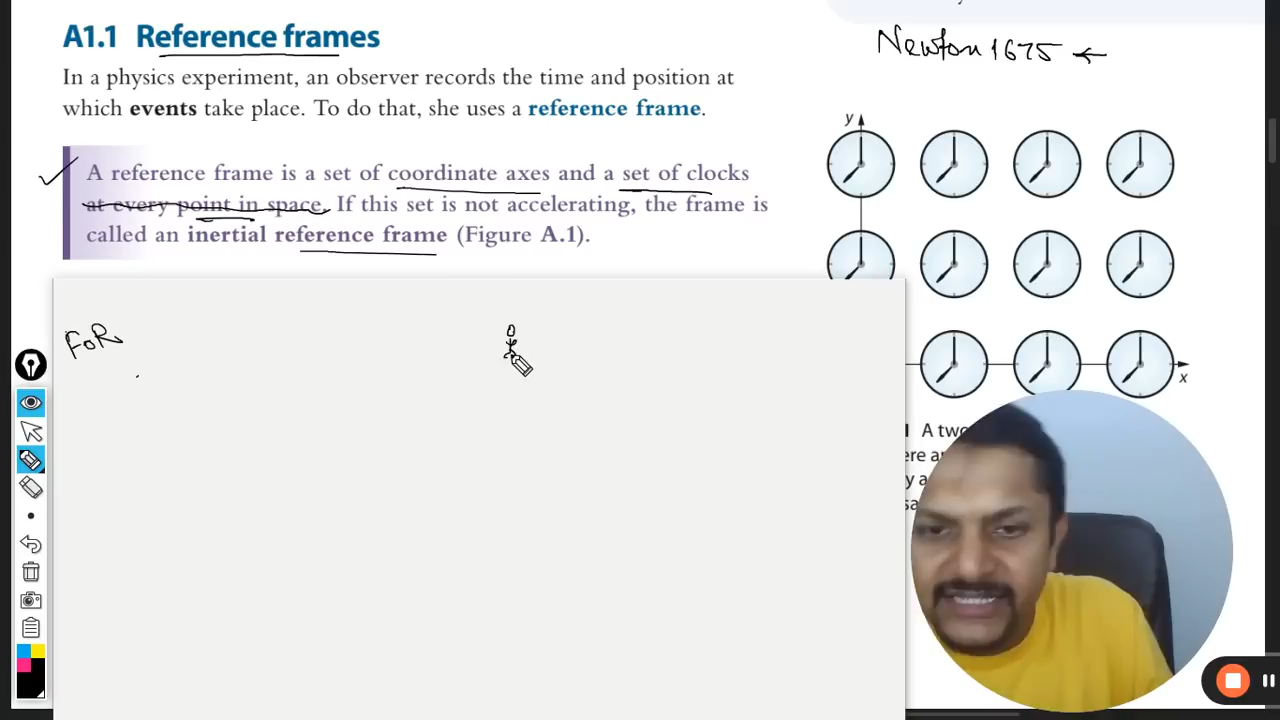 A1.1 Reference frames
In a physics experiment, an observer records the time and position at
which events take place. To do that, she uses a reference frame.
A reference frame is a set of coordinate axes and a set of clocks
at every point in space. If this set is not accelerating, the frame is
called an inertial reference frame (Figure A.1).
FoR
Newton 1675 ←
y
x
A two